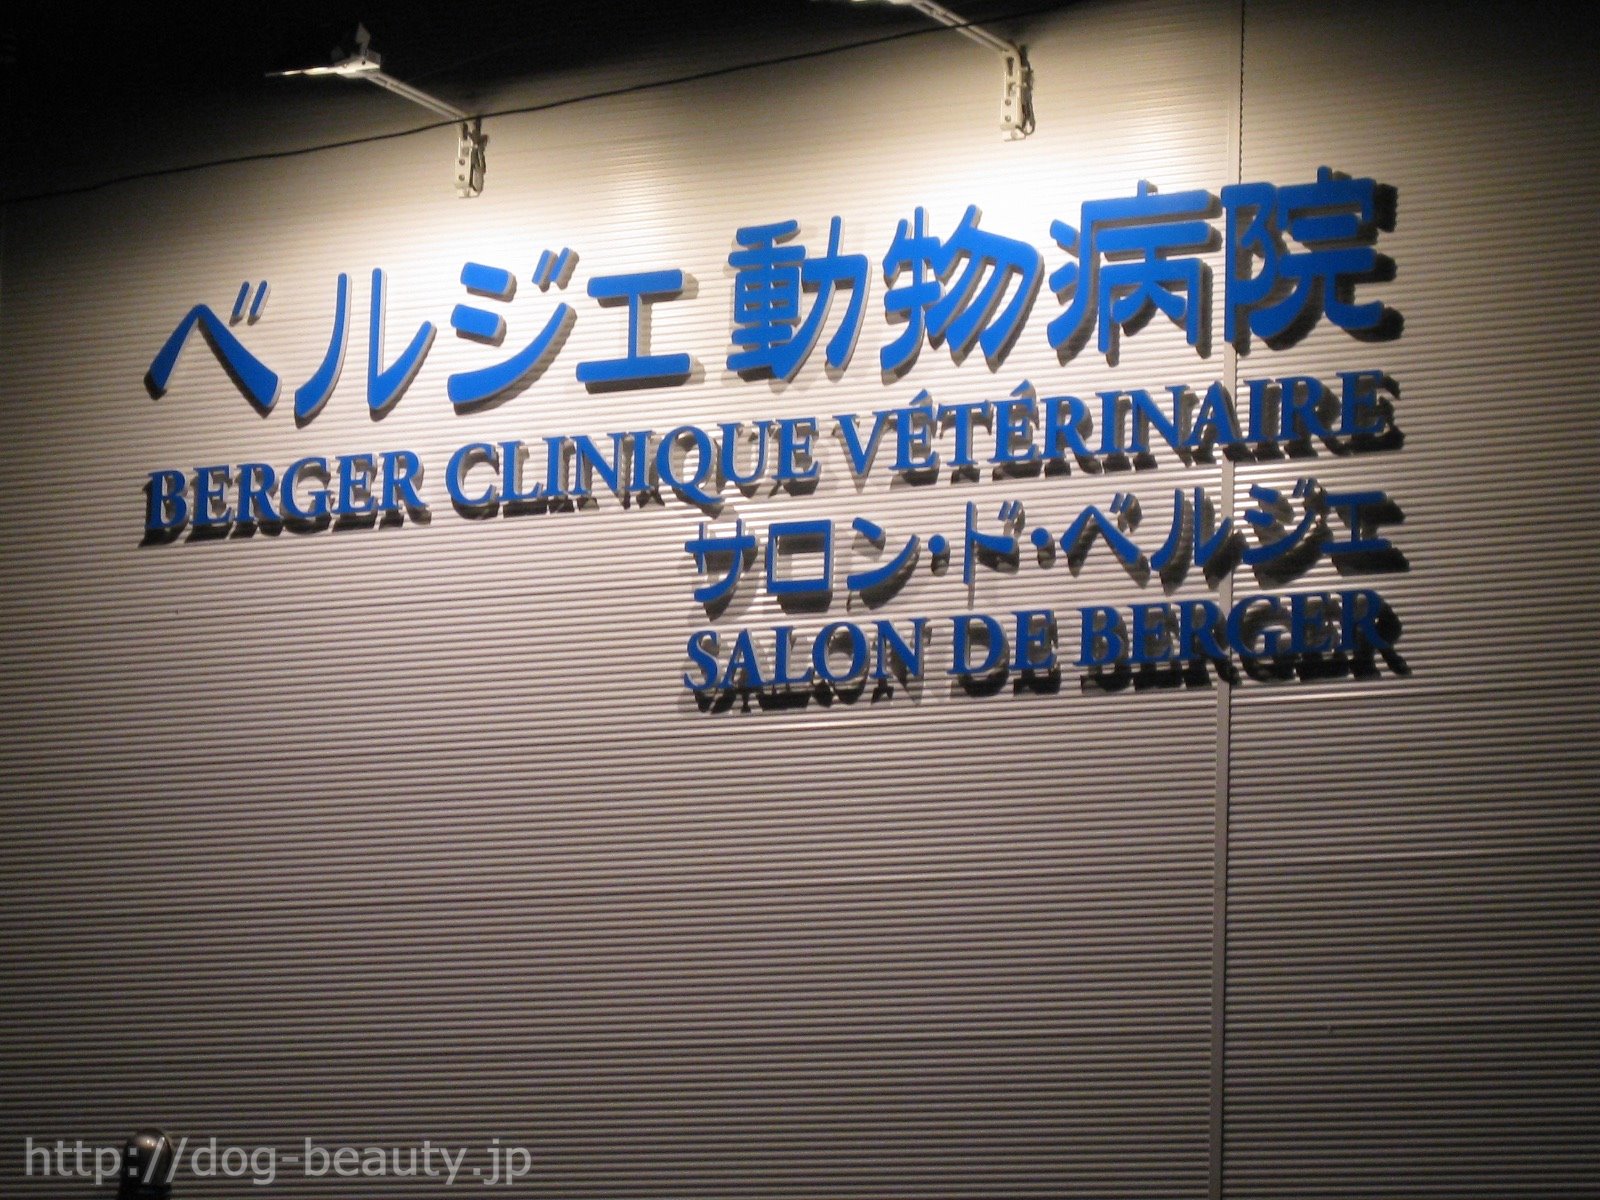 ベルジェ動物病院
BERGER CLINIQUE VÉTÉRINAIRE
サロン・ド・ベルジェ
SALON DE BERGER
http://dog-beauty.jp